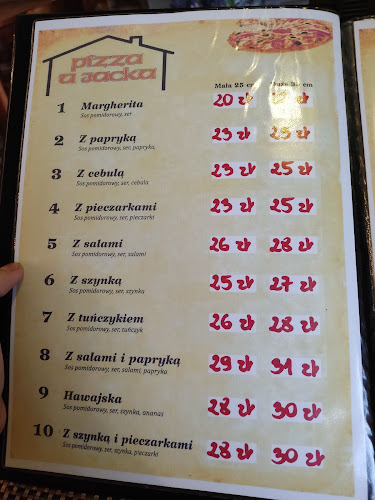 pizza
U Jacka
Mała 25 cm Duża cm
1 Margherita 20 zł zł
Sos pomidorowy, ser
2 Z papryką 23 zł 25 zł
Sos pomidorowy, ser, papryka
3 Z cebulą 23 zł 25 zł
Sos pomidorowy, ser, cebula
4 Z pieczarkami 23 zł 25 zł
Sos pomidorowy, ser, pieczarki
5 Z salami 26 zł 28 zł
Sos pomidorowy, ser, salami
6 Z szynką 25 zł 27 zł
Sos pomidorowy, ser, szynka
7 Z tuńczykiem 26 zł 28 zł
Sos pomidorowy, ser, tuńczyk
8 Z salami i papryką 29 zł 31 zł
Sos pomidorowy, ser, salami, papryka
9 Hawajska 28 zł 30 zł
Sos pomidorowy, ser, szynka, ananas
10 Z szynką i pieczarkami 28 zł 30 zł
Sos pomidorowy, ser, szynka, pieczarki